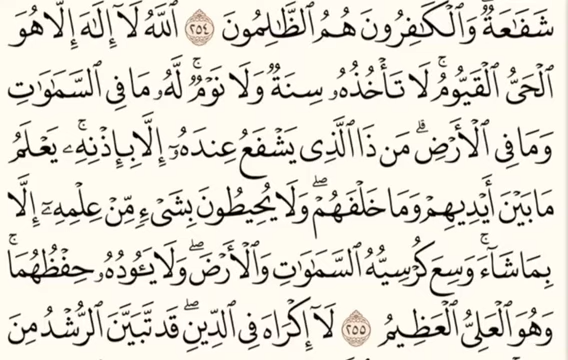 شَفَٰعَةٌۗ وَٱلْكَٰفِرُونَ هُمُ ٱلظَّٰلِمُونَ ٢٥٤ ٱللَّهُ لَآ إِلَٰهَ إِلَّا هُوَ
ٱلْحَىُّ ٱلْقَيُّومُۚ لَا تَأْخُذُهُۥ سِنَةٌ وَلَا نَوْمٌۚ لَّهُۥ مَا فِى ٱلسَّمَٰوَٰتِ
وَمَا فِى ٱلْأَرْضِۗ مَن ذَا ٱلَّذِى يَشْفَعُ عِندَهُۥٓ إِلَّا بِإِذْنِهِۦۚ يَعْلَمُ
مَا بَيْنَ أَيْدِيهِمْ وَمَا خَلْفَهُمْۖ وَلَا يُحِيطُونَ بِشَىْءٍ مِّنْ عِلْمِهِۦٓ إِلَّا
بِمَا شَآءَۚ وَسِعَ كُرْسِيُّهُ ٱلسَّمَٰوَٰتِ وَٱلْأَرْضَۖ وَلَا يَـُٔودُهُۥ حِفْظُهُمَاۚ
وَهُوَ ٱلْعَلِىُّ ٱلْعَظِيمُ ٢٥٥ لَآ إِكْرَاهَ فِى ٱلدِّينِۖ قَد تَّبَيَّنَ ٱلرُّشْدُ مِنَ